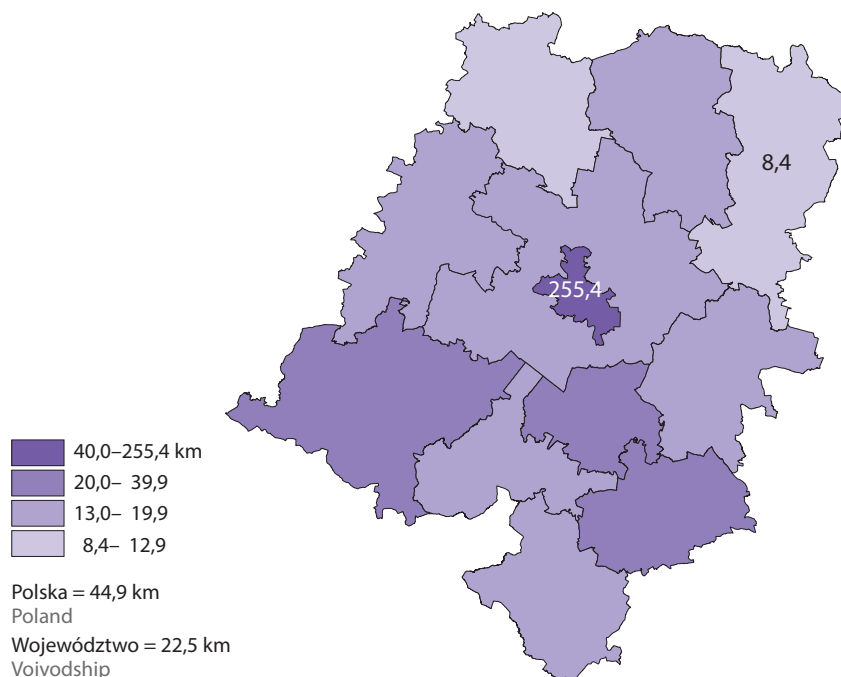 8,4
255,4
40,0–255,4 km
20,0– 39,9
13,0– 19,9
8,4– 12,9
Polska = 44,9 km
Poland
Województwo = 22,5 km
Voivodship